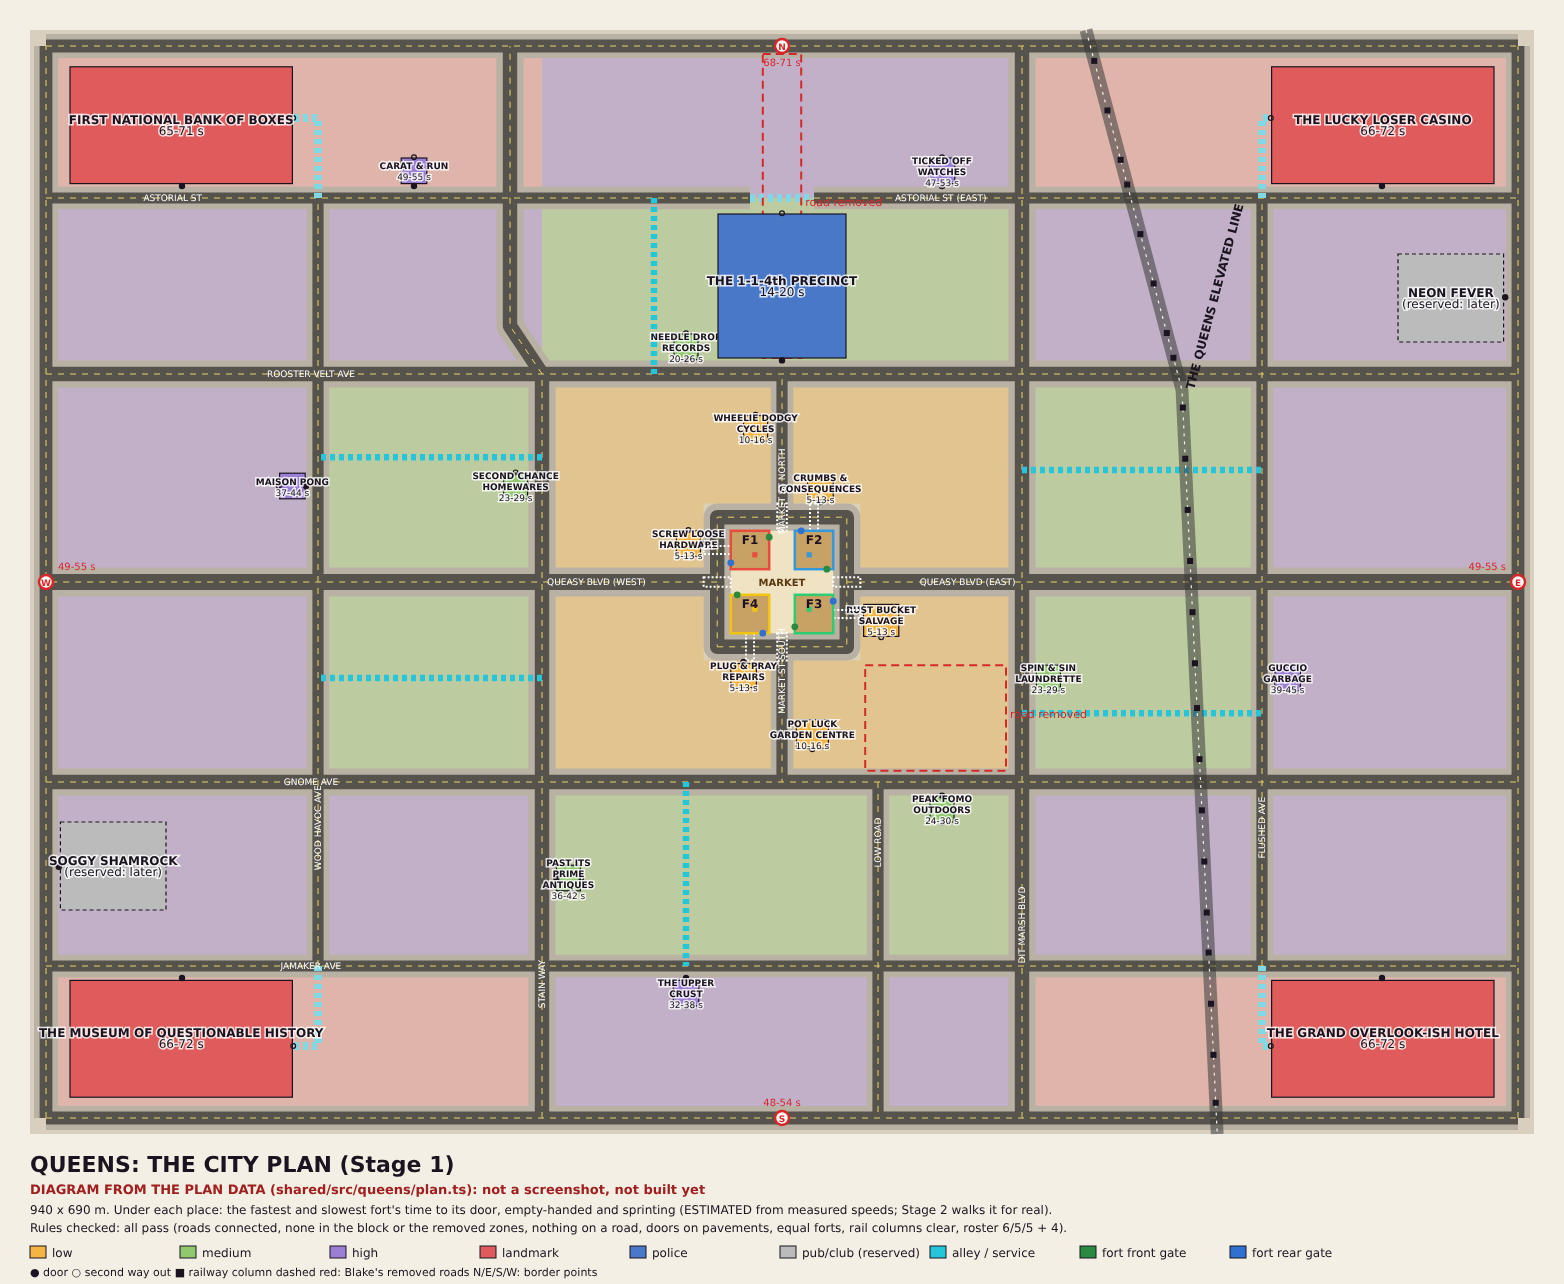 N
68-71 s
FIRST NATIONAL BANK OF BOXES
65-71 s
THE LUCKY LOSER CASINO
66-72 s
CARAT & RUN
49-55 s
TICKED OFF
WATCHES
47-53 s
ASTORIAL ST
road removed
ASTORIAL ST (EAST)
THE 1-1-4th PRECINCT
14-20 s
THE QUEENS ELEVATED LINE
NEON FEVER
(reserved: later)
NEEDLE DROP
RECORDS
20-26 s
ROOSTER VELT AVE
WHEELIE DODGY
CYCLES
10-16 s
MAISON PONG
37-44 s
SECOND CHANCE
HOMEWARES
23-29 s
CRUMBS &
CONSEQUENCES
5-13 s
SCREW LOOSE
HARDWARE
5-13 s
F1
F2
W
49-55 s
QUEASY BLVD (WEST)
MARKET
QUEASY BLVD (EAST)
49-55 s
E
F4
F3
RUST BUCKET
SALVAGE
5-13 s
PLUG & PRAY
REPAIRS
5-13 s
MARKET ST SOUTH
SPIN & SIN
LAUNDRETTE
23-29 s
GUCCIO
GARBAGE
39-45 s
road removed
POT LUCK
GARDEN CENTRE
10-16 s
GNOME AVE
WOOD HAVOC AVE
PEAK FOMO
OUTDOORS
24-30 s
LOW ROAD
FLUSHED AVE
SOGGY SHAMROCK
(reserved: later)
PAST ITS
PRIME
ANTIQUES
36-42 s
DIT MARSH BLVD
JAMAKER AVE
STAIN WAY
THE UPPER
CRUST
32-38 s
THE MUSEUM OF QUESTIONABLE HISTORY
66-72 s
THE GRAND OVERLOOK-ISH HOTEL
66-72 s
48-54 s
S
QUEENS: THE CITY PLAN (Stage 1)
DIAGRAM FROM THE PLAN DATA (shared/src/queens/plan.ts): not a screenshot, not built yet
940 x 690 m. Under each place: the fastest and slowest fort's time to its door, empty-handed and sprinting (ESTIMATED from measured speeds; Stage 2 walks it for real).
Rules checked: all pass (roads connected, none in the block or the removed zones, nothing on a road, doors on pavements, equal forts, rail columns clear, roster 6/5/5 + 4).
low medium high landmark police pub/club (reserved) alley / service fort front gate fort rear gate
● door ○ second way out ■ railway column dashed red: Blake's removed roads N/E/S/W: border points